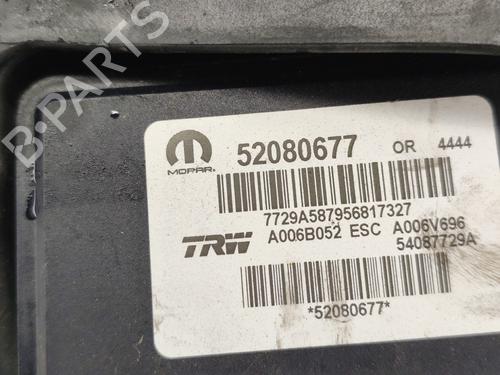 B-PARTS
MOPAR.
52080677 OR 4444
7729A587956817327
TRW A006B052 ESC A006V696
54087729A
*52080677*